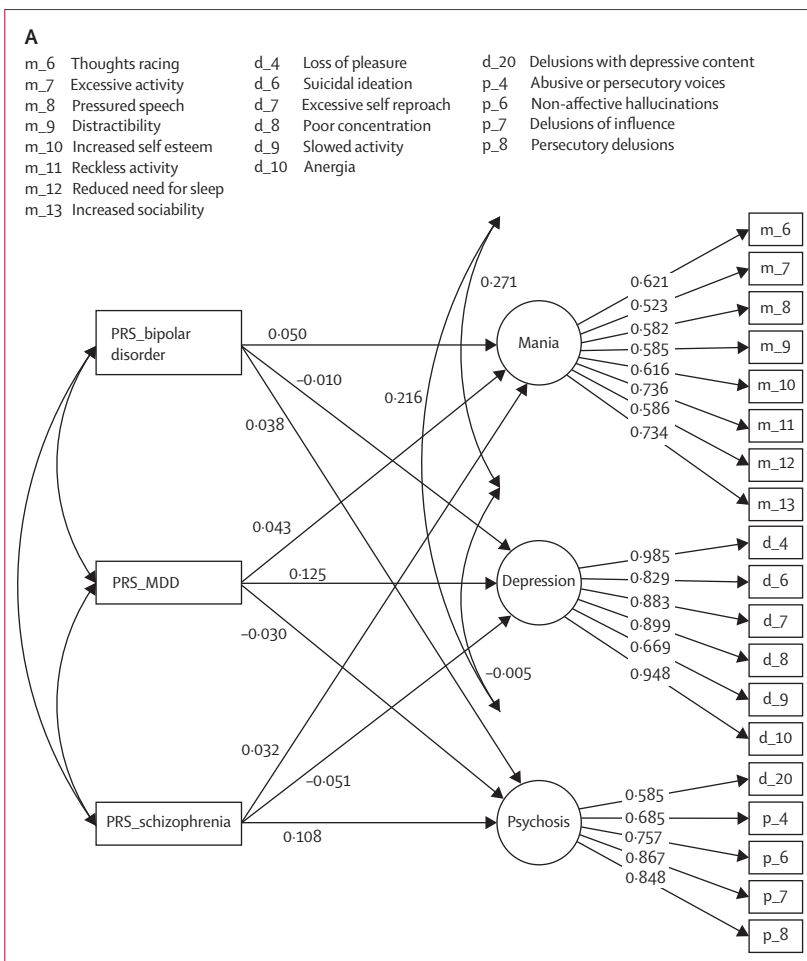 A
m_6 Thoughts racing
m_7 Excessive activity
m_8 Pressured speech
m_9 Distractibility
m_10 Increased self esteem
m_11 Reckless activity
m_12 Reduced need for sleep
m_13 Increased sociability
d_4 Loss of pleasure
d_6 Suicidal ideation
d_7 Excessive self reproach
d_8 Poor concentration
d_9 Slowed activity
d_10 Anergia
d_20 Delusions with depressive content
p_4 Abusive or persecutory voices
p_6 Non-affective hallucinations
p_7 Delusions of influence
p_8 Persecutory delusions
PRS_bipolar
disorder
PRS_MDD
PRS_schizophrenia
0·050
–0·010
0·038
0·043
0·125
–0·030
0·032
–0·051
0·108
0·271
0·216
–0·005
Mania
Depression
Psychosis
0·621
0·523
0·582
0·585
0·616
0·736
0·586
0·734
0·985
0·829
0·883
0·899
0·669
0·948
0·585
0·685
0·757
0·867
0·848
m_6
m_7
m_8
m_9
m_10
m_11
m_12
m_13
d_4
d_6
d_7
d_8
d_9
d_10
d_20
p_4
p_6
p_7
p_8